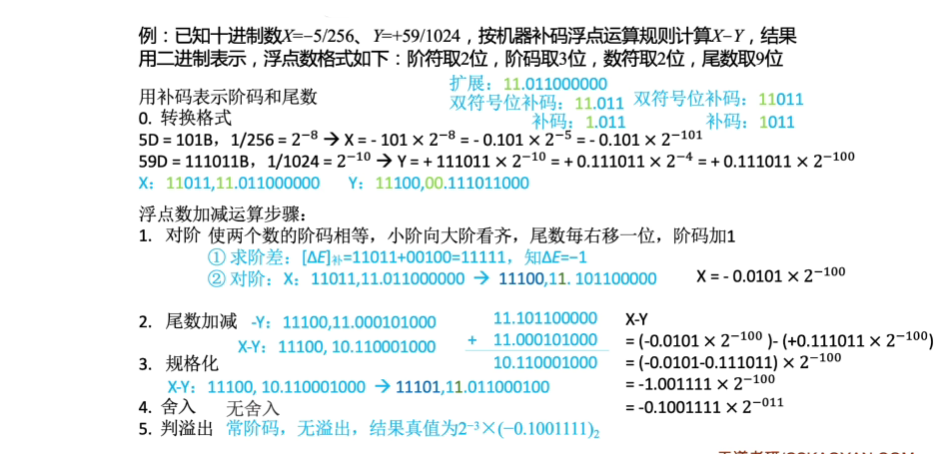 例：已知十进制数X=−5/256、Y=+59/1024，按机器补码浮点运算规则计算X−Y，结果
用二进制表示，浮点数格式如下：阶符取2位，阶码取3位，数符取2位，尾数取9位
扩展：11.011000000
用补码表示阶码和尾数 双符号位补码：11.011 双符号位补码：11011
0. 转换格式 补码：1.011 补码：1011
5D = 101B，1/256 = 2⁻⁸ → X = - 101 × 2⁻⁸ = - 0.101 × 2⁻⁵ = - 0.101 × 2⁻¹⁰¹
59D = 111011B，1/1024 = 2⁻¹⁰ → Y = + 111011 × 2⁻¹⁰ = + 0.111011 × 2⁻⁴ = + 0.111011 × 2⁻¹⁰⁰
X：11011,11.011000000 Y：11100,00.111011000
浮点数加减运算步骤：
1. 对阶 使两个数的阶码相等，小阶向大阶看齐，尾数每右移一位，阶码加1
① 求阶差：[ΔE]补=11011+00100=11111，知ΔE=−1
② 对阶：X：11011,11.011000000 → 11100,11. 101100000 X = - 0.0101 × 2⁻¹⁰⁰
2. 尾数加减 -Y：11100,11.000101000 11.101100000 X-Y
X-Y：11100, 10.110001000 + 11.000101000 = (-0.0101 × 2⁻¹⁰⁰ )- (+0.111011 × 2⁻¹⁰⁰)
3. 规格化 10.110001000 = (-0.0101-0.111011) × 2⁻¹⁰⁰
X-Y：11100, 10.110001000 → 11101,11.011000100 = -1.001111 × 2⁻¹⁰⁰
4. 舍入 无舍入 = -0.1001111 × 2⁻⁰¹¹
5. 判溢出 常阶码，无溢出，结果真值为2⁻³×(−0.1001111)₂